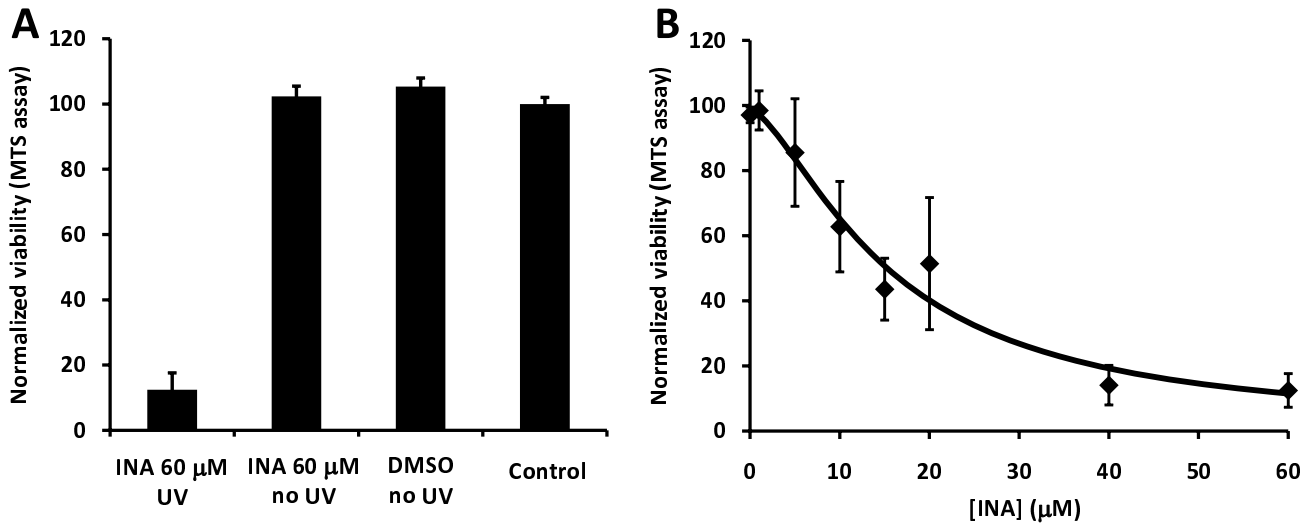 A
Normalized viability (MTS assay)
120
100
80
60
40
20
0
INA 60 µM
UV
INA 60 µM
no UV
DMSO
no UV
Control
B
Normalized viability (MTS assay)
120
100
80
60
40
20
0
0 10 20 30 40 50 60
[INA] (µM)